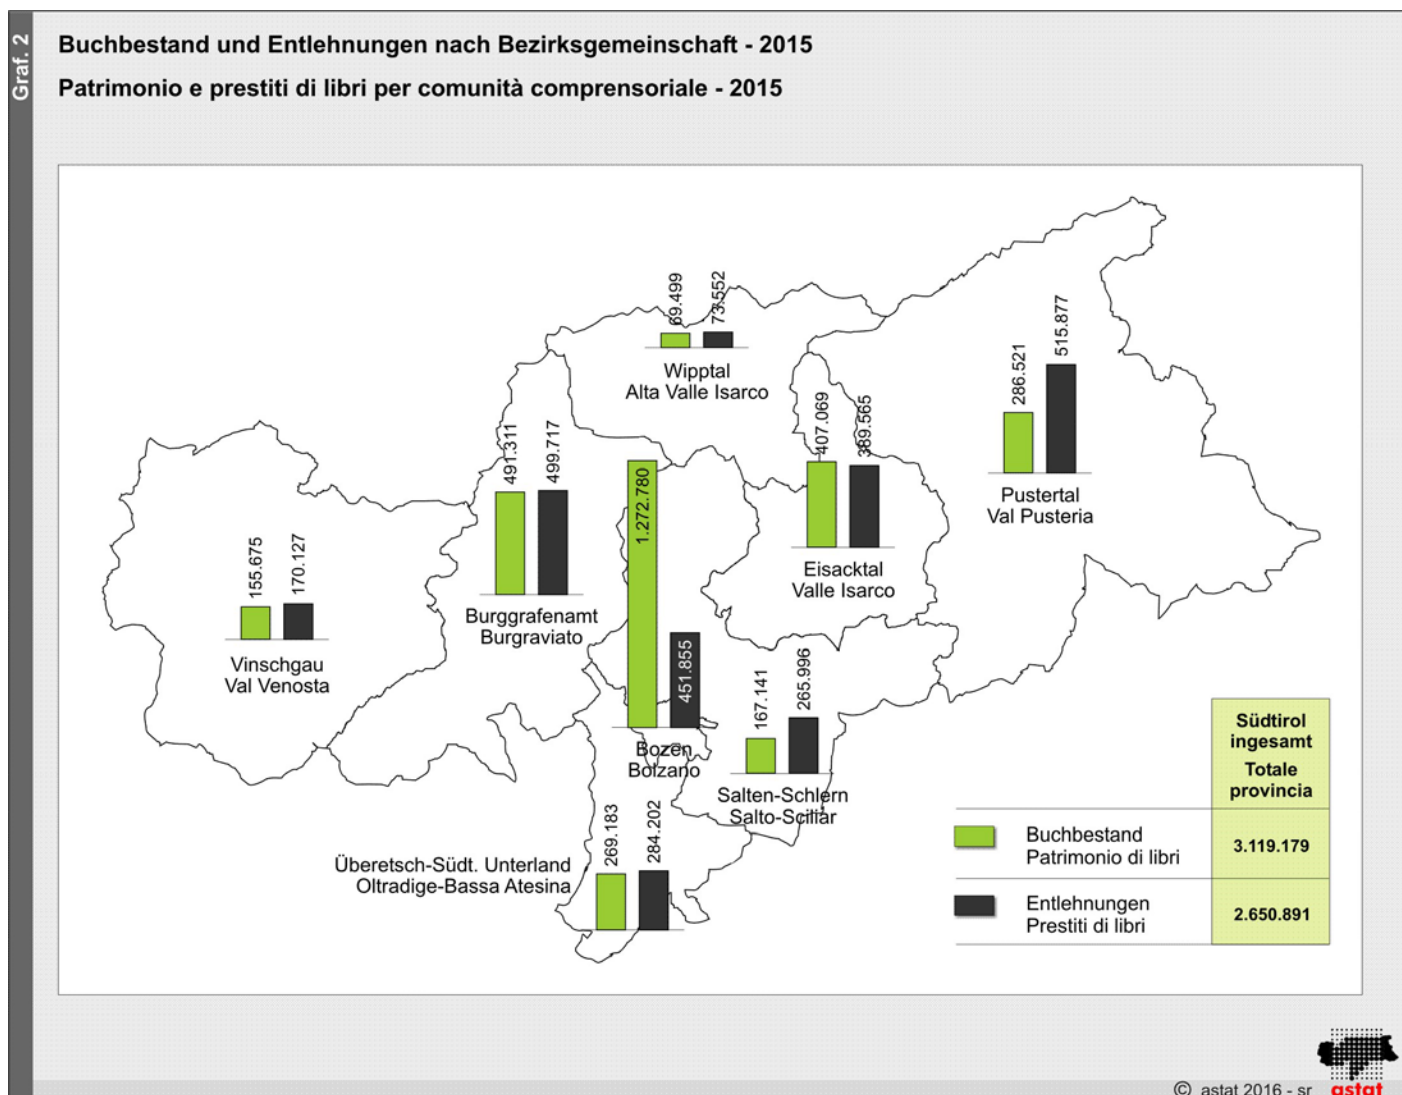 Graf. 2
Buchbestand und Entlehnungen nach Bezirksgemeinschaft - 2015
Patrimonio e prestiti di libri per comunità comprensoriale - 2015
69.499
73.552
Wipptal
Alta Valle Isarco
286.521
515.877
Pustertal
Val Pusteria
407.069
389.565
Eisacktal
Valle Isarco
491.311
499.717
Burggrafenamt
Burgraviato
155.675
170.127
Vinschgau
Val Venosta
1.272.780
451.855
Bozen
Bolzano
167.141
265.996
Salten-Schlern
Salto-Sciliar
269.183
284.202
Überetsch-Südt. Unterland
Oltradige-Bassa Atesina
Südtirol
ingesamt
Totale
provincia
Buchbestand
Patrimonio di libri
3.119.179
Entlehnungen
Prestiti di libri
2.650.891
© astat 2016 - sr
astat